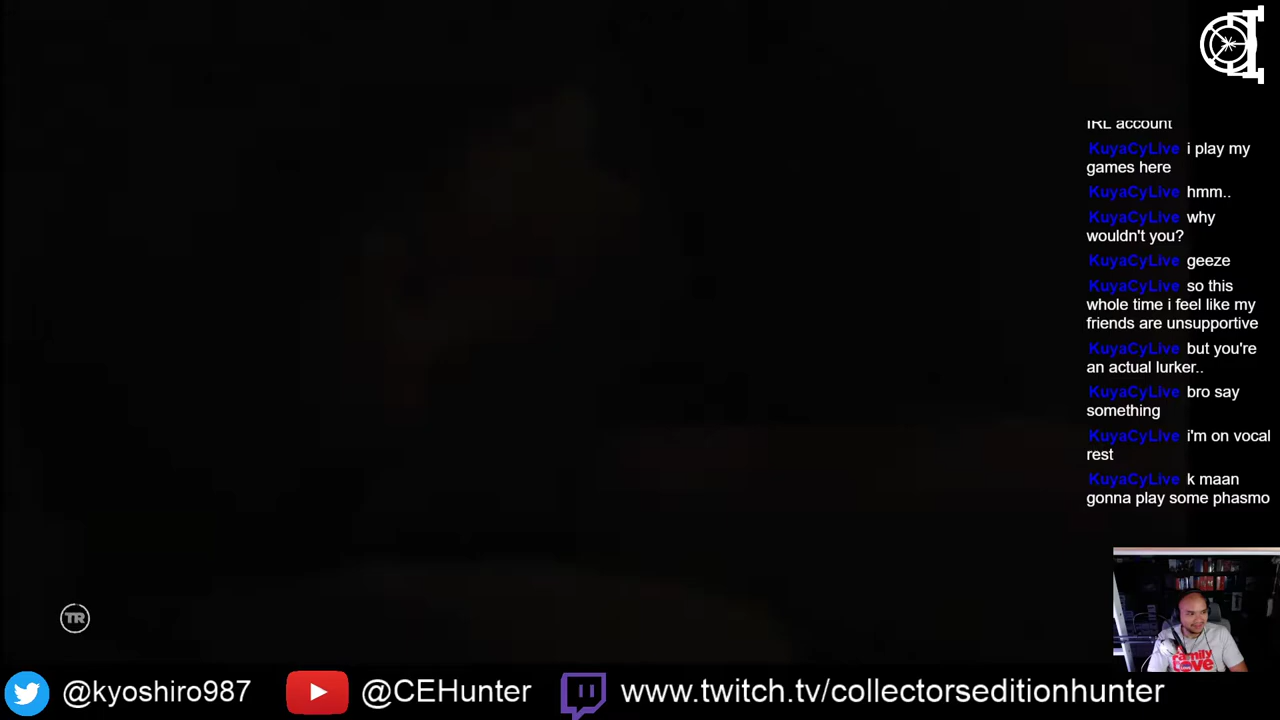 IRL account
KuyaCyLive i play my
games here
KuyaCyLive hmm..
KuyaCyLive why
wouldn't you?
KuyaCyLive geeze
KuyaCyLive so this
whole time i feel like my
friends are unsupportive
KuyaCyLive but you're
an actual lurker..
KuyaCyLive bro say
something
KuyaCyLive i'm on vocal
rest
KuyaCyLive k maan
gonna play some phasmo
TR
family
love
@kyoshiro987 @CEHunter www.twitch.tv/collectorseditionhunter